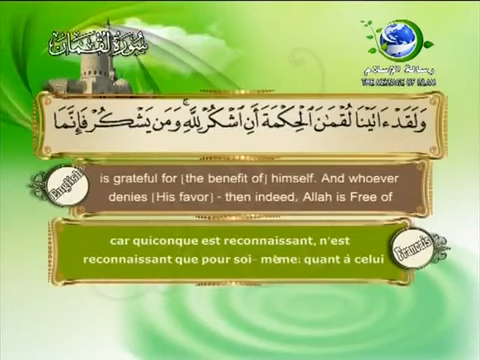 سورة لقمان
رسالة الإسلام
THE MESSAGE OF ISLAM
وَلَقَدْ ءَاتَيْنَا لُقْمَٰنَ الْحِكْمَةَ أَنِ اشْكُرْ لِلَّهِ ۚ وَمَن يَشْكُرْ فَإِنَّمَا
English
is grateful for [the benefit of] himself. And whoever
denies [His favor] - then indeed, Allah is Free of
car quiconque est reconnaissant, n'est
reconnaissant que pour soi- même: quant à celui
Français